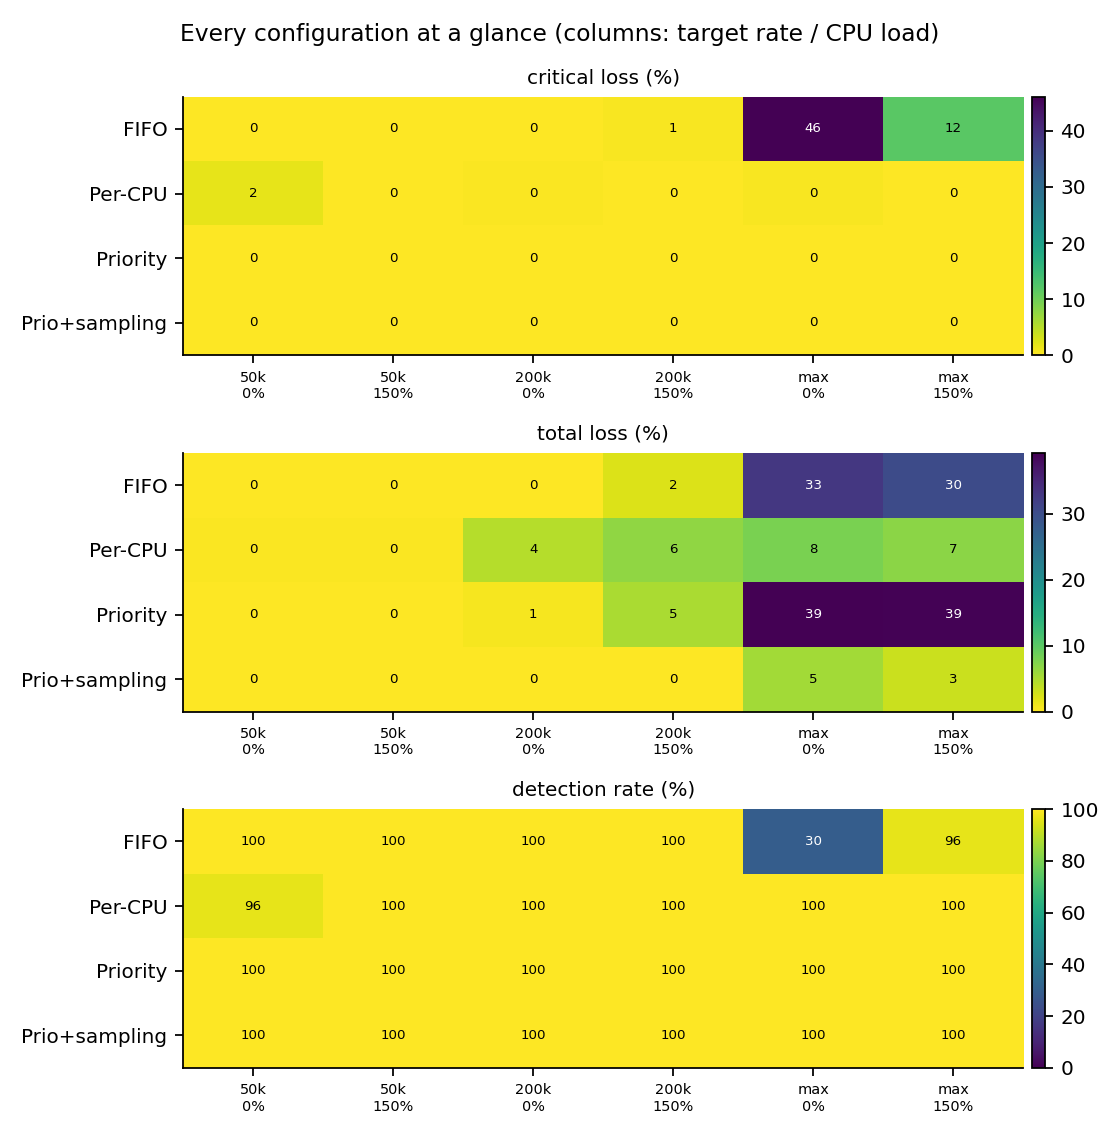 Every configuration at a glance (columns: target rate / CPU load)
critical loss (%)
FIFO 0 0 0 1 46 12
Per-CPU 2 0 0 0 0 0
Priority 0 0 0 0 0 0
Prio+sampling 0 0 0 0 0 0
50k 50k 200k 200k max max
0% 150% 0% 150% 0% 150%
40
30
20
10
0
total loss (%)
FIFO 0 0 0 2 33 30
Per-CPU 0 0 4 6 8 7
Priority 0 0 1 5 39 39
Prio+sampling 0 0 0 0 5 3
50k 50k 200k 200k max max
0% 150% 0% 150% 0% 150%
30
20
10
0
detection rate (%)
FIFO 100 100 100 100 30 96
Per-CPU 96 100 100 100 100 100
Priority 100 100 100 100 100 100
Prio+sampling 100 100 100 100 100 100
50k 50k 200k 200k max max
0% 150% 0% 150% 0% 150%
100
80
60
40
20
0